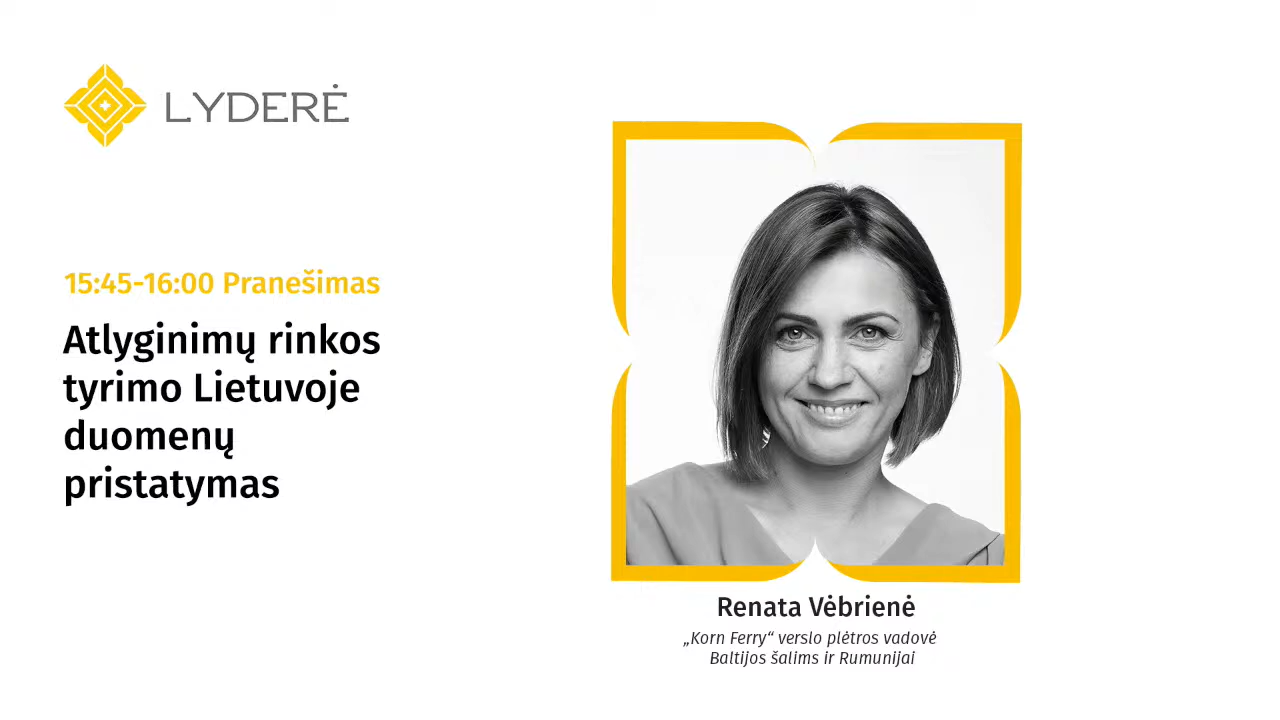 LYDERĖ
15:45-16:00 Pranešimas
Atlyginimų rinkos
tyrimo Lietuvoje
duomenų
pristatymas
Renata Vėbrienė
„Korn Ferry“ verslo plėtros vadovė
Baltijos šalims ir Rumunijai